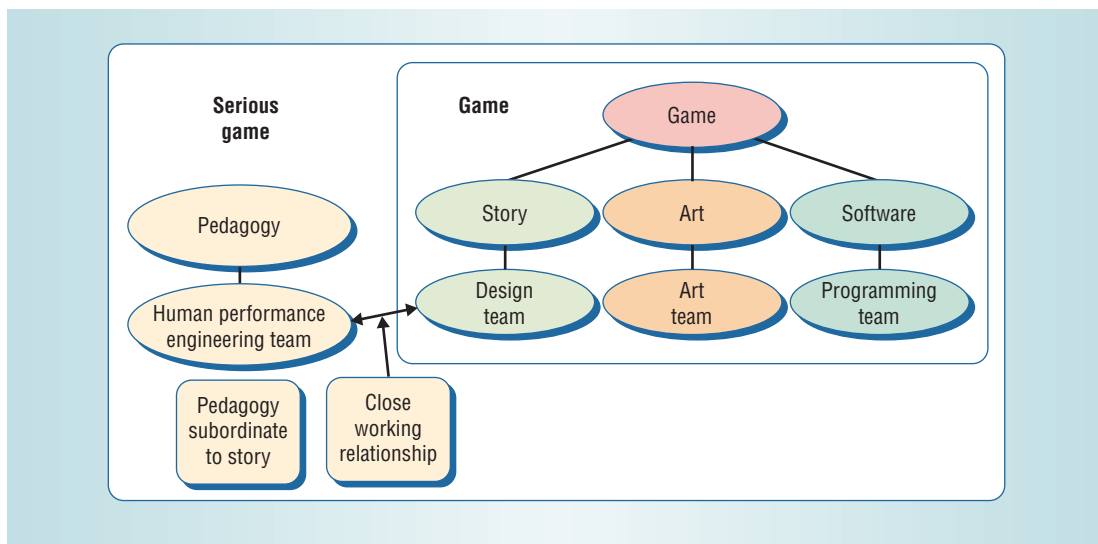 Serious
game
Game
Game
Story
Art
Software
Pedagogy
Design
team
Art
team
Programming
team
Human performance
engineering team
Pedagogy
subordinate
to story
Close
working
relationship